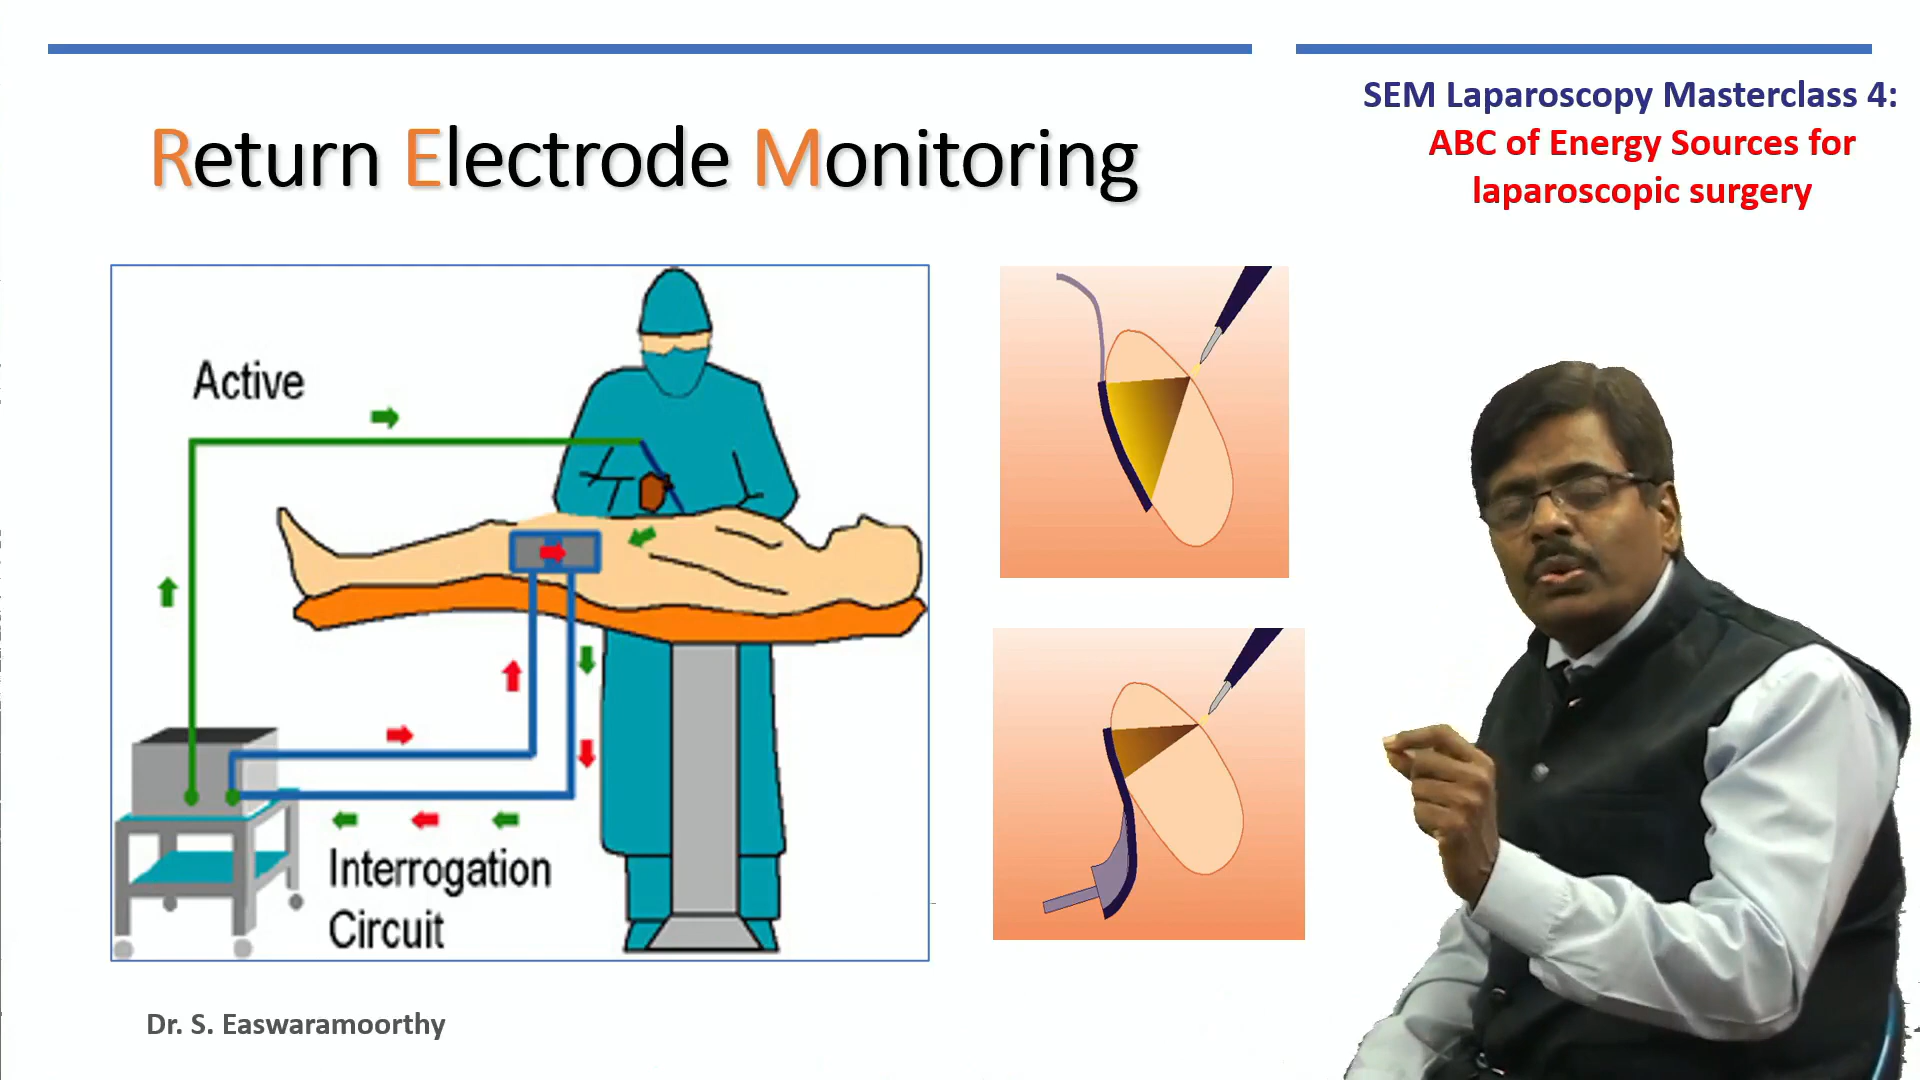 SEM Laparoscopy Masterclass 4:
ABC of Energy Sources for
laparoscopic surgery
Return Electrode Monitoring
Active
Interrogation
Circuit
Dr. S. Easwaramoorthy